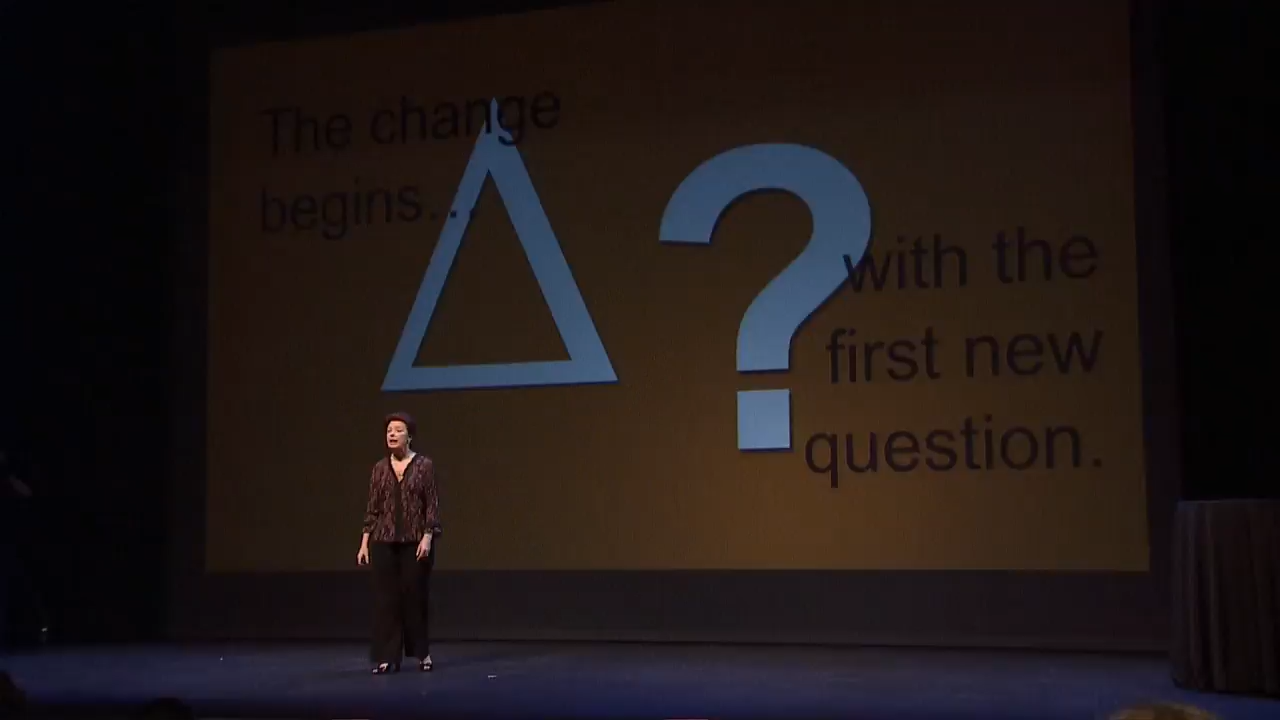 The change
begins...
Δ ?
with the
first new
question.